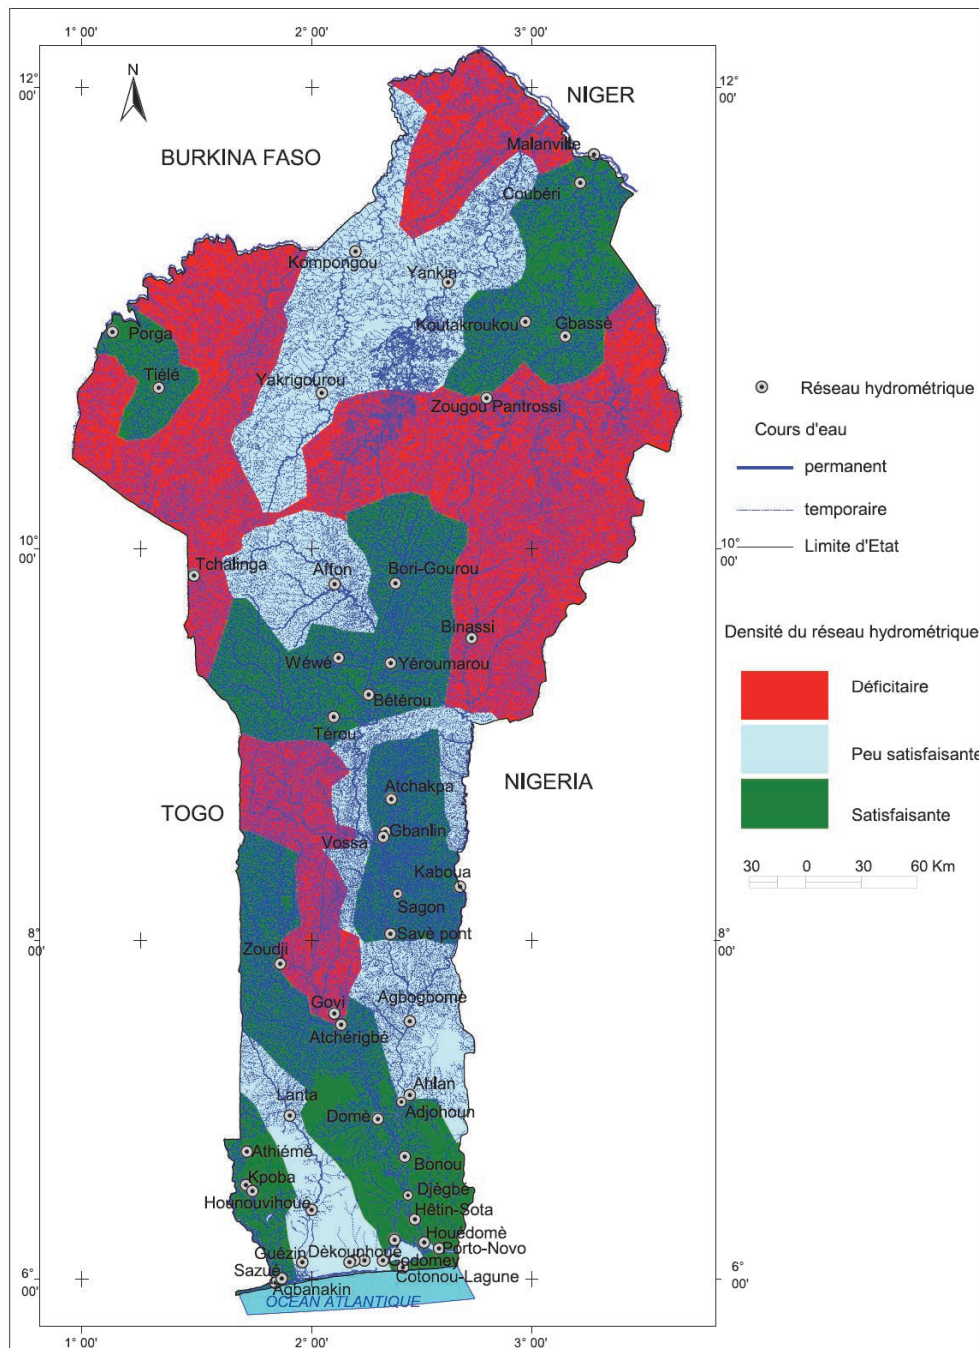 1° 00'
2° 00'
3° 00'
12°
00'
12°
00'
N
NIGER
BURKINA FASO
Malanville
Coubéri
Kompongou
Yankin
Koutakroukou
Gbassè
Porga
Tiélé
Yakrigourou
Zougou Pantrossi
Réseau hydrométrique
Cours d'eau
permanent
temporaire
Limite d'Etat
10°
00'
10°
00'
Tchalinga
Affon
Bori-Gourou
Binassi
Wéwé
Yéroumarou
Bétérou
Térou
Densité du réseau hydrométrique
Déficitaire
Peu satisfaisante
Satisfaisante
30 0 30 60 Km
TOGO
NIGERIA
Atchakpa
Gbanlin
Vossa
Kaboua
Sagon
Savè pont
8°
00'
8°
00'
Zoudji
Agbogbomè
Govi
Atchérigbé
Ahlan
Lanta
Adjohoun
Domè
Athiémé
Bonou
Kpoba
Djègbé
Hounouvihoué
Hêtin-Sota
Houédomè
Guézin
Dèkounhoué
Porto-Novo
Godomey
Sazué
Cotonou-Lagune
Agbanakin
6°
00'
6°
00'
OCEAN ATLANTIQUE
1° 00'
2° 00'
3° 00'